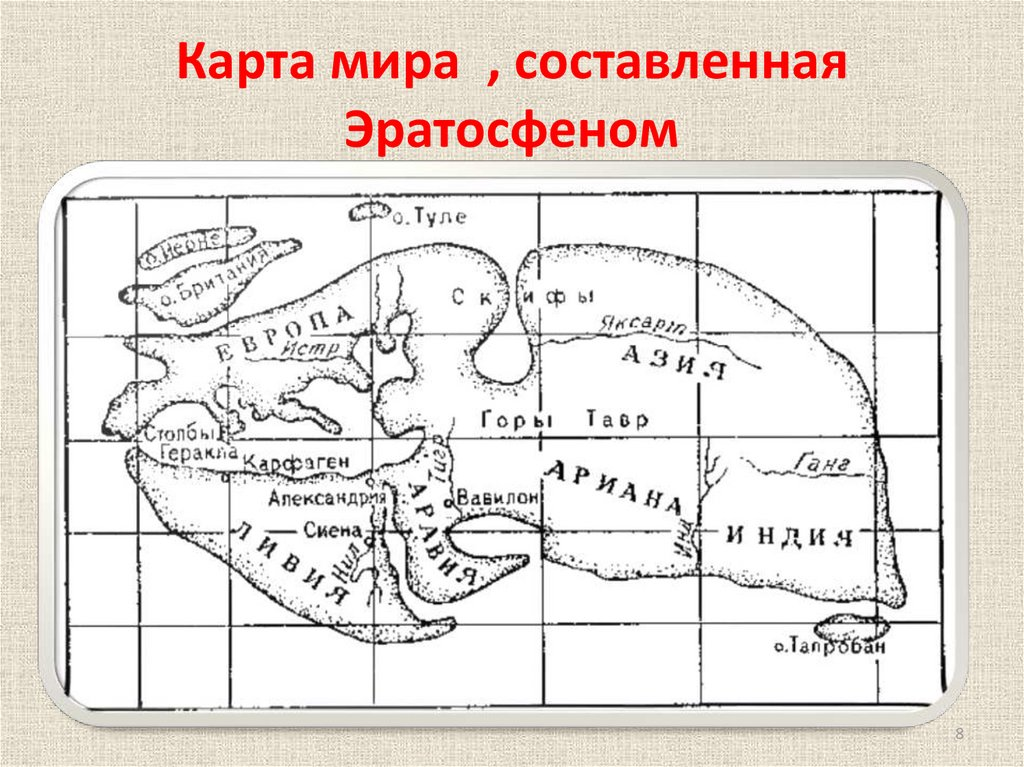 Карта мира , составленная
Эратосфеном
о.Туле
о.Иерне
о.Британия
Скифы
ЕВРОПА
Истр
Яксарт
АЗИЯ
Горы Тавр
Столбы
Геракла
Карфаген
Ганг
Александрия
АРАВИЯ
Вавилон
АРИАНА
Сиена
ЛИВИЯ
Нил
Инд
ИНДИЯ
о.Тапробан
8